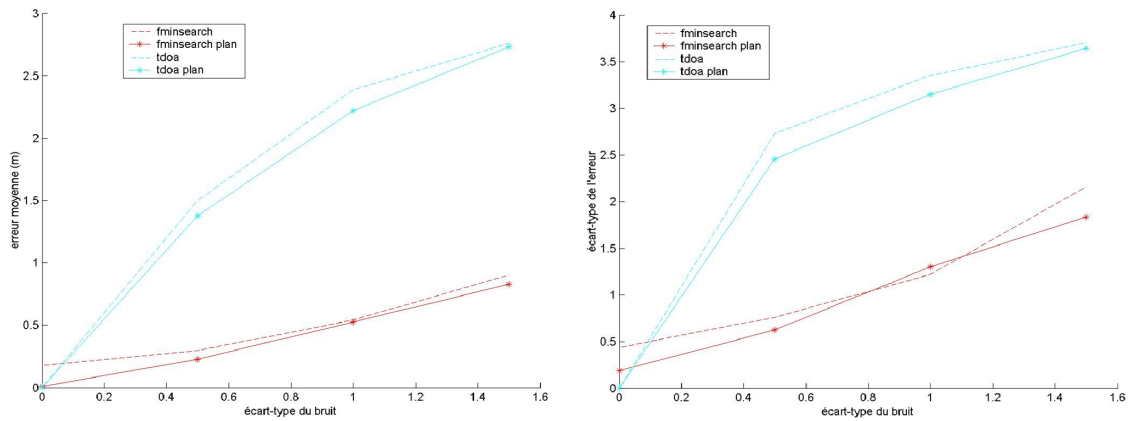 3
2.5
2
1.5
1
0.5
0
0 0.2 0.4 0.6 0.8 1 1.2 1.4 1.6
erreur moyenne (m)
écart-type du bruit
fminsearch
fminsearch plan
tdoa
tdoa plan
4
3.5
3
2.5
2
1.5
1
0.5
0
0 0.2 0.4 0.6 0.8 1 1.2 1.4 1.6
écart-type de l'erreur
écart-type du bruit
fminsearch
fminsearch plan
tdoa
tdoa plan